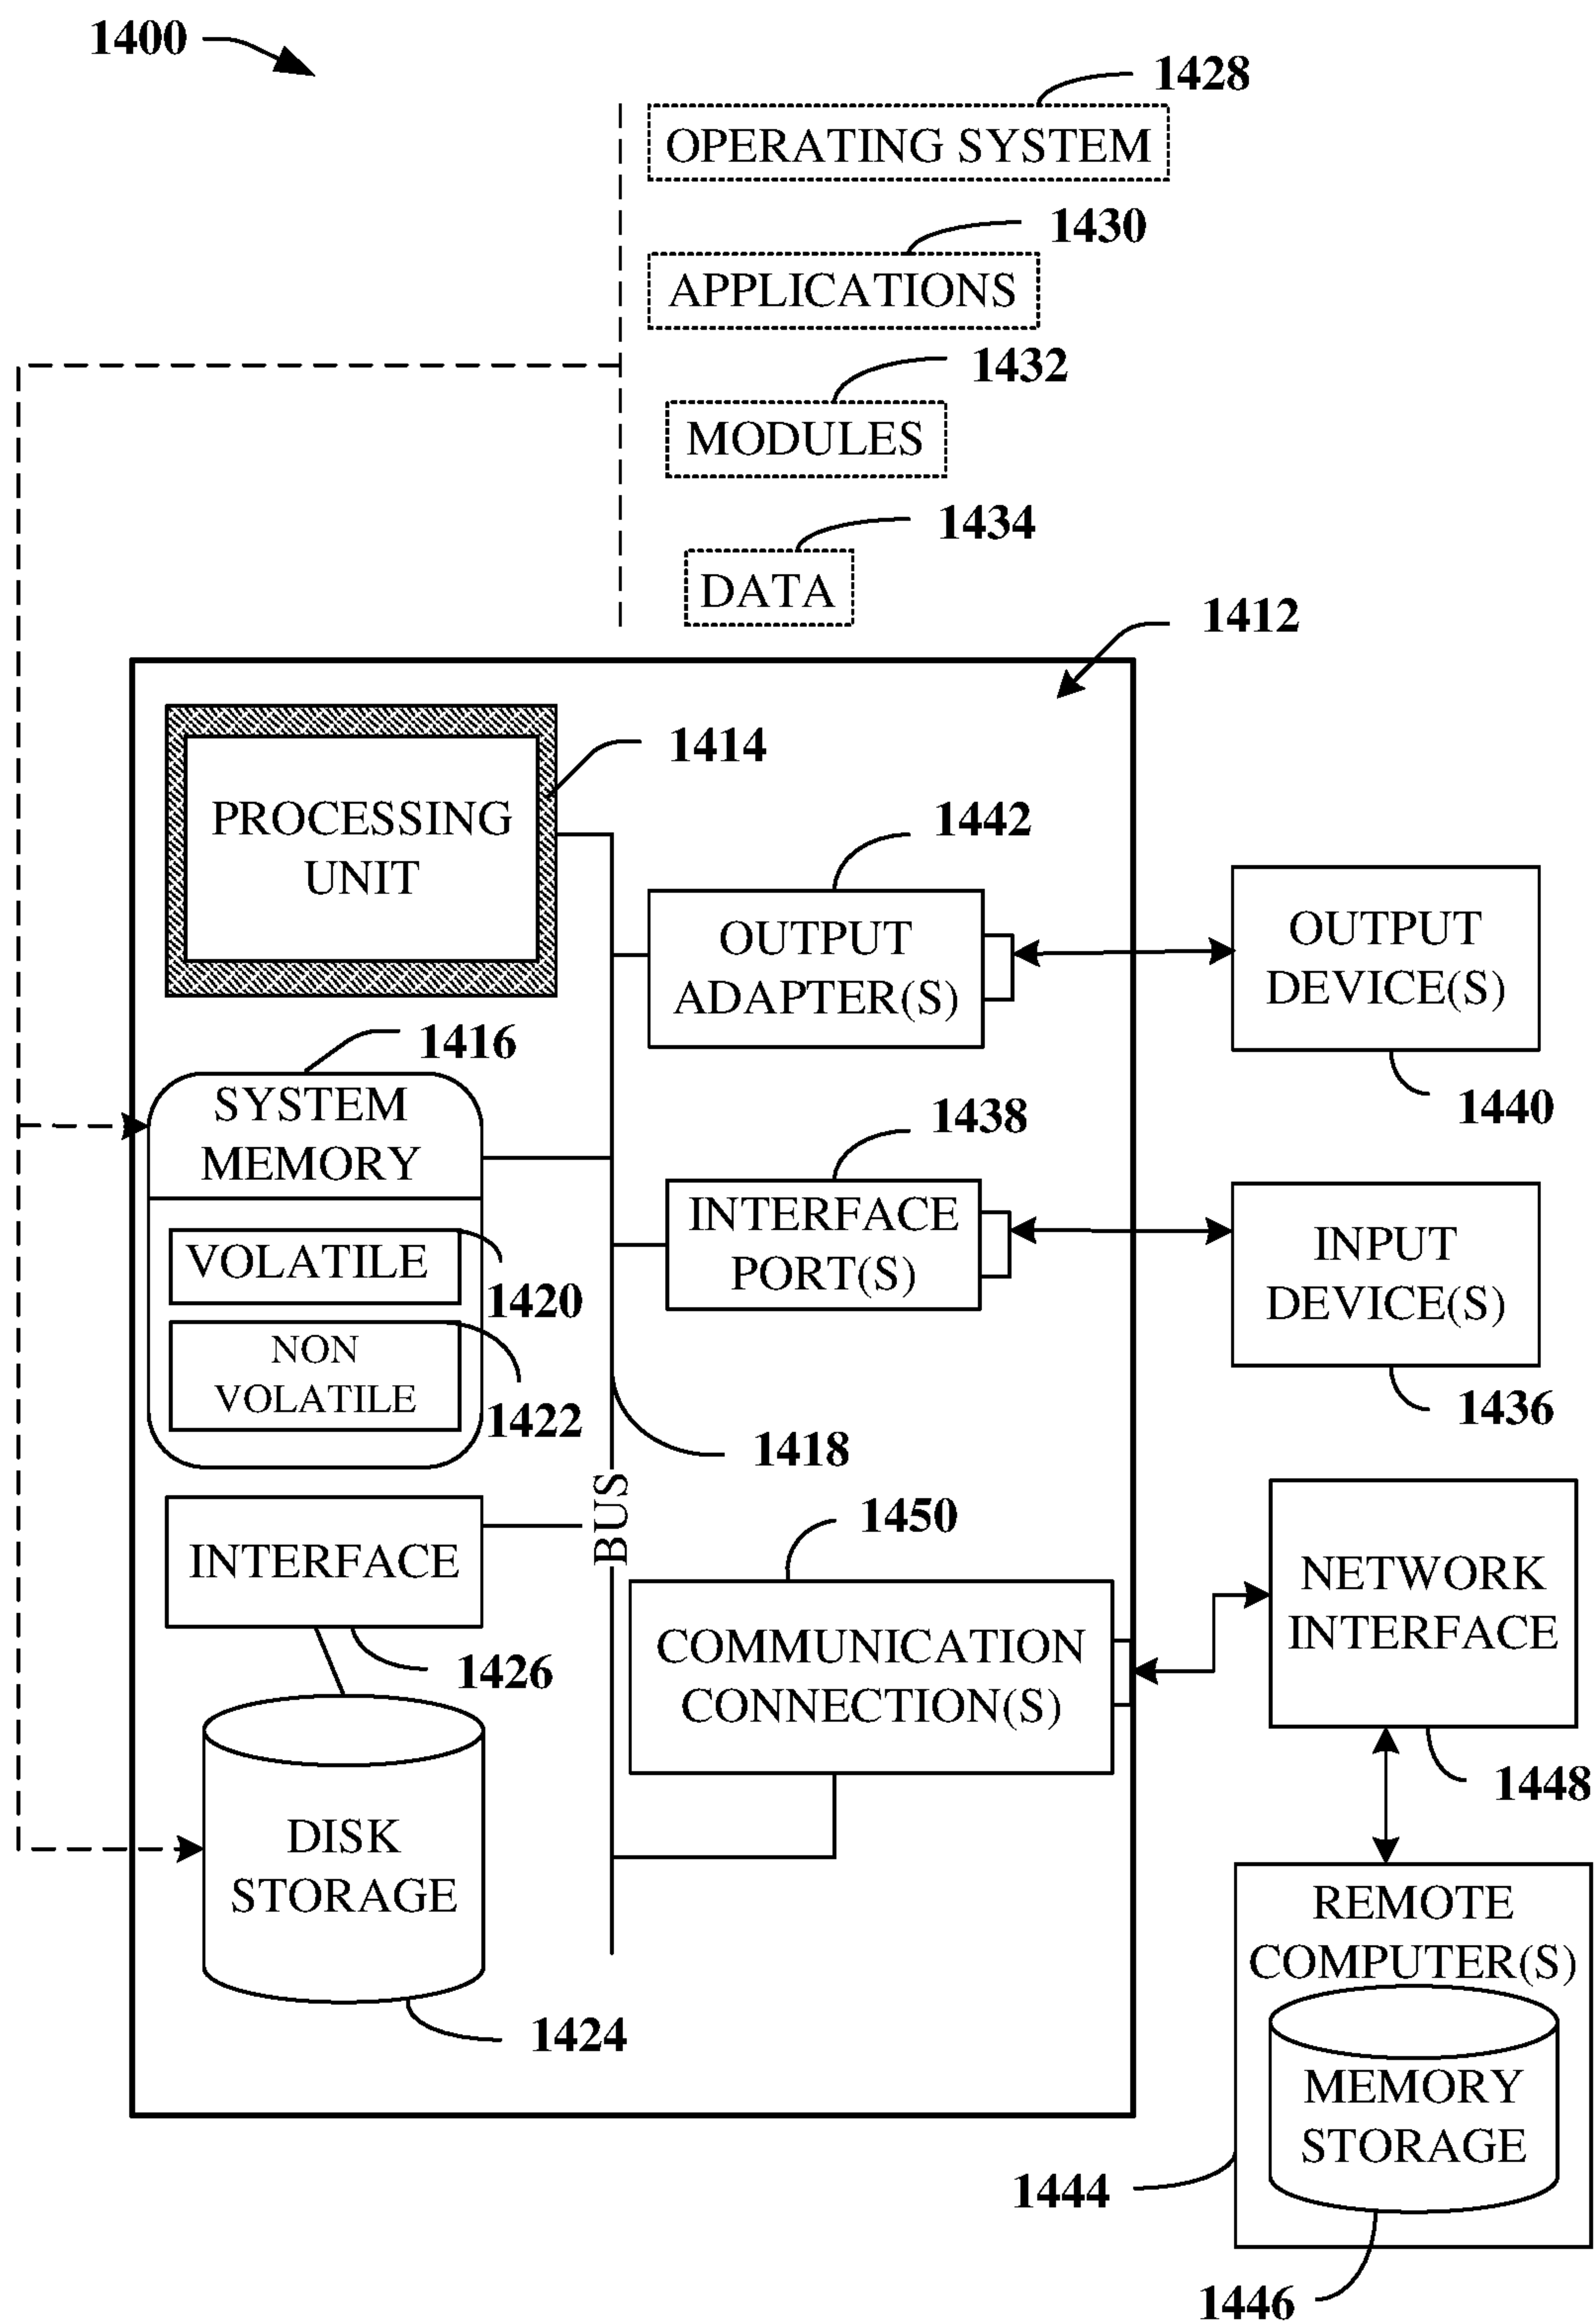 1400
1428
OPERATING SYSTEM
1430
APPLICATIONS
1432
MODULES
1434
DATA
1412
1414
PROCESSING
UNIT
1442
OUTPUT
ADAPTER(S)
OUTPUT
DEVICE(S)
1440
1416
SYSTEM
MEMORY
1438
INTERFACE
PORT(S)
INPUT
DEVICE(S)
1436
VOLATILE
1420
NON
VOLATILE
1422
1418
BUS
INTERFACE
1426
1450
COMMUNICATION
CONNECTION(S)
NETWORK
INTERFACE
1448
DISK
STORAGE
1424
REMOTE
COMPUTER(S)
MEMORY
STORAGE
1444
1446